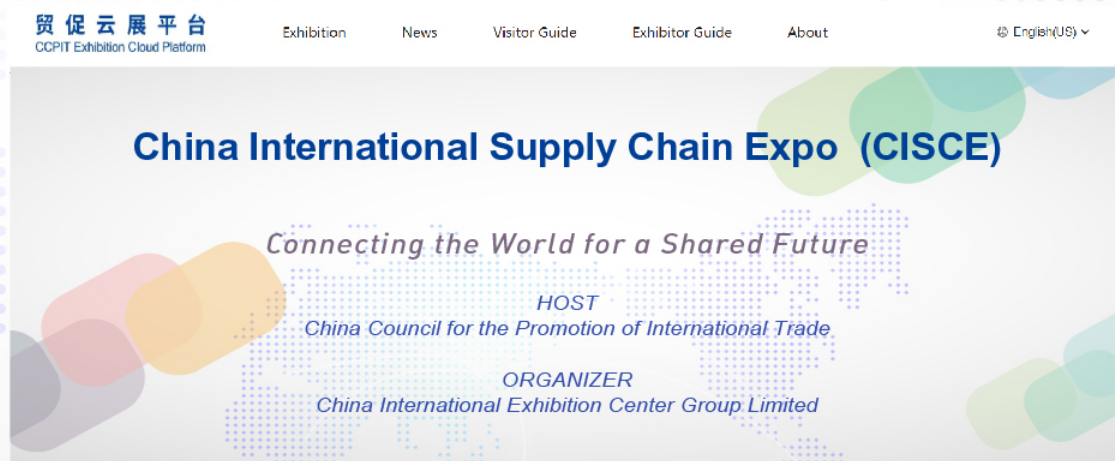 贸促云展平台
CCPIT Exhibition Cloud Platform
Exhibition News Visitor Guide Exhibitor Guide About English(US)
China International Supply Chain Expo (CISCE)
Connecting the World for a Shared Future
HOST
China Council for the Promotion of International Trade
ORGANIZER
China International Exhibition Center Group Limited